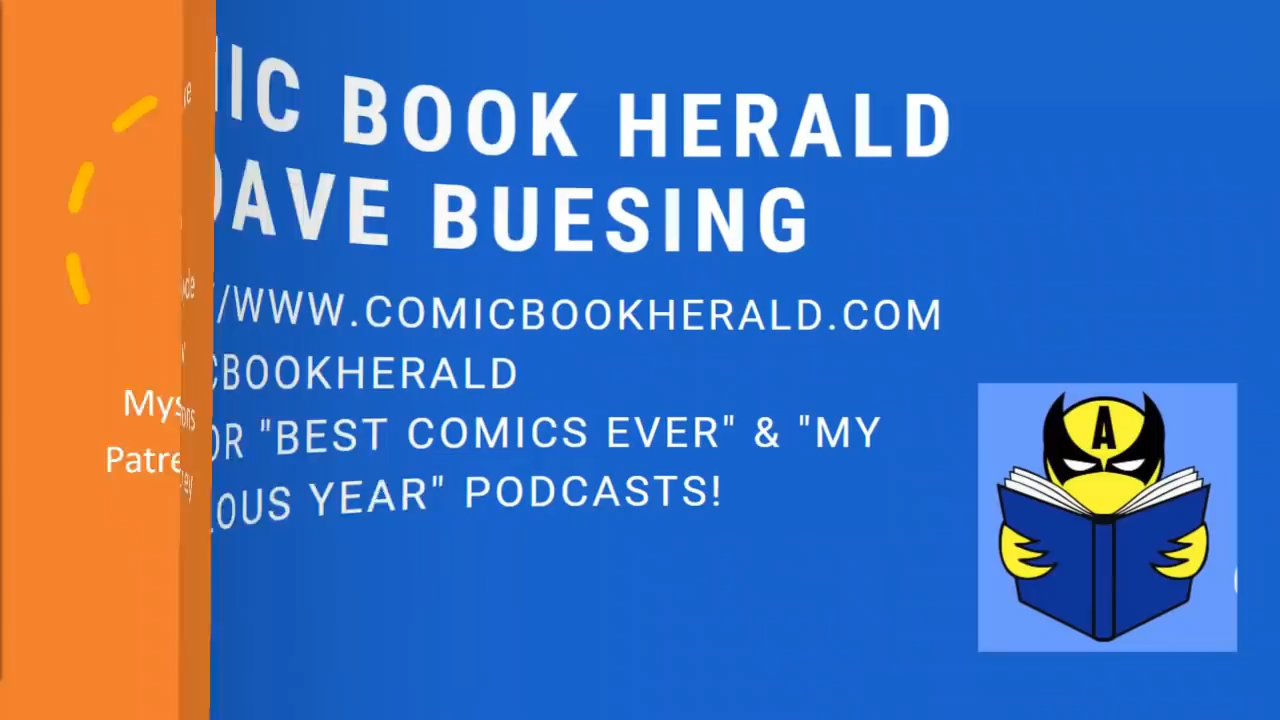 IC BOOK HERALD
DAVE BUESING
/WWW.COMICBOOKHERALD.COM
CBOOKHERALD
OR "BEST COMICS EVER" & "MY
LOUS YEAR" PODCASTS!
Mys
Patre
A